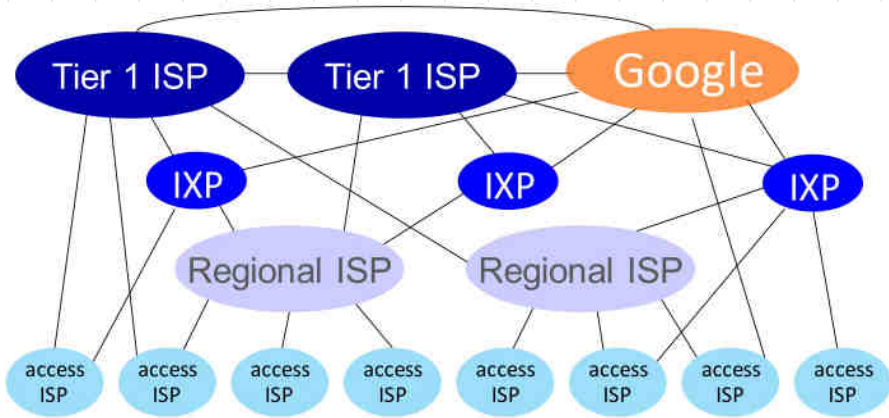 Tier 1 ISP
Tier 1 ISP
Google
IXP
IXP
IXP
Regional ISP
Regional ISP
access
ISP
access
ISP
access
ISP
access
ISP
access
ISP
access
ISP
access
ISP
access
ISP